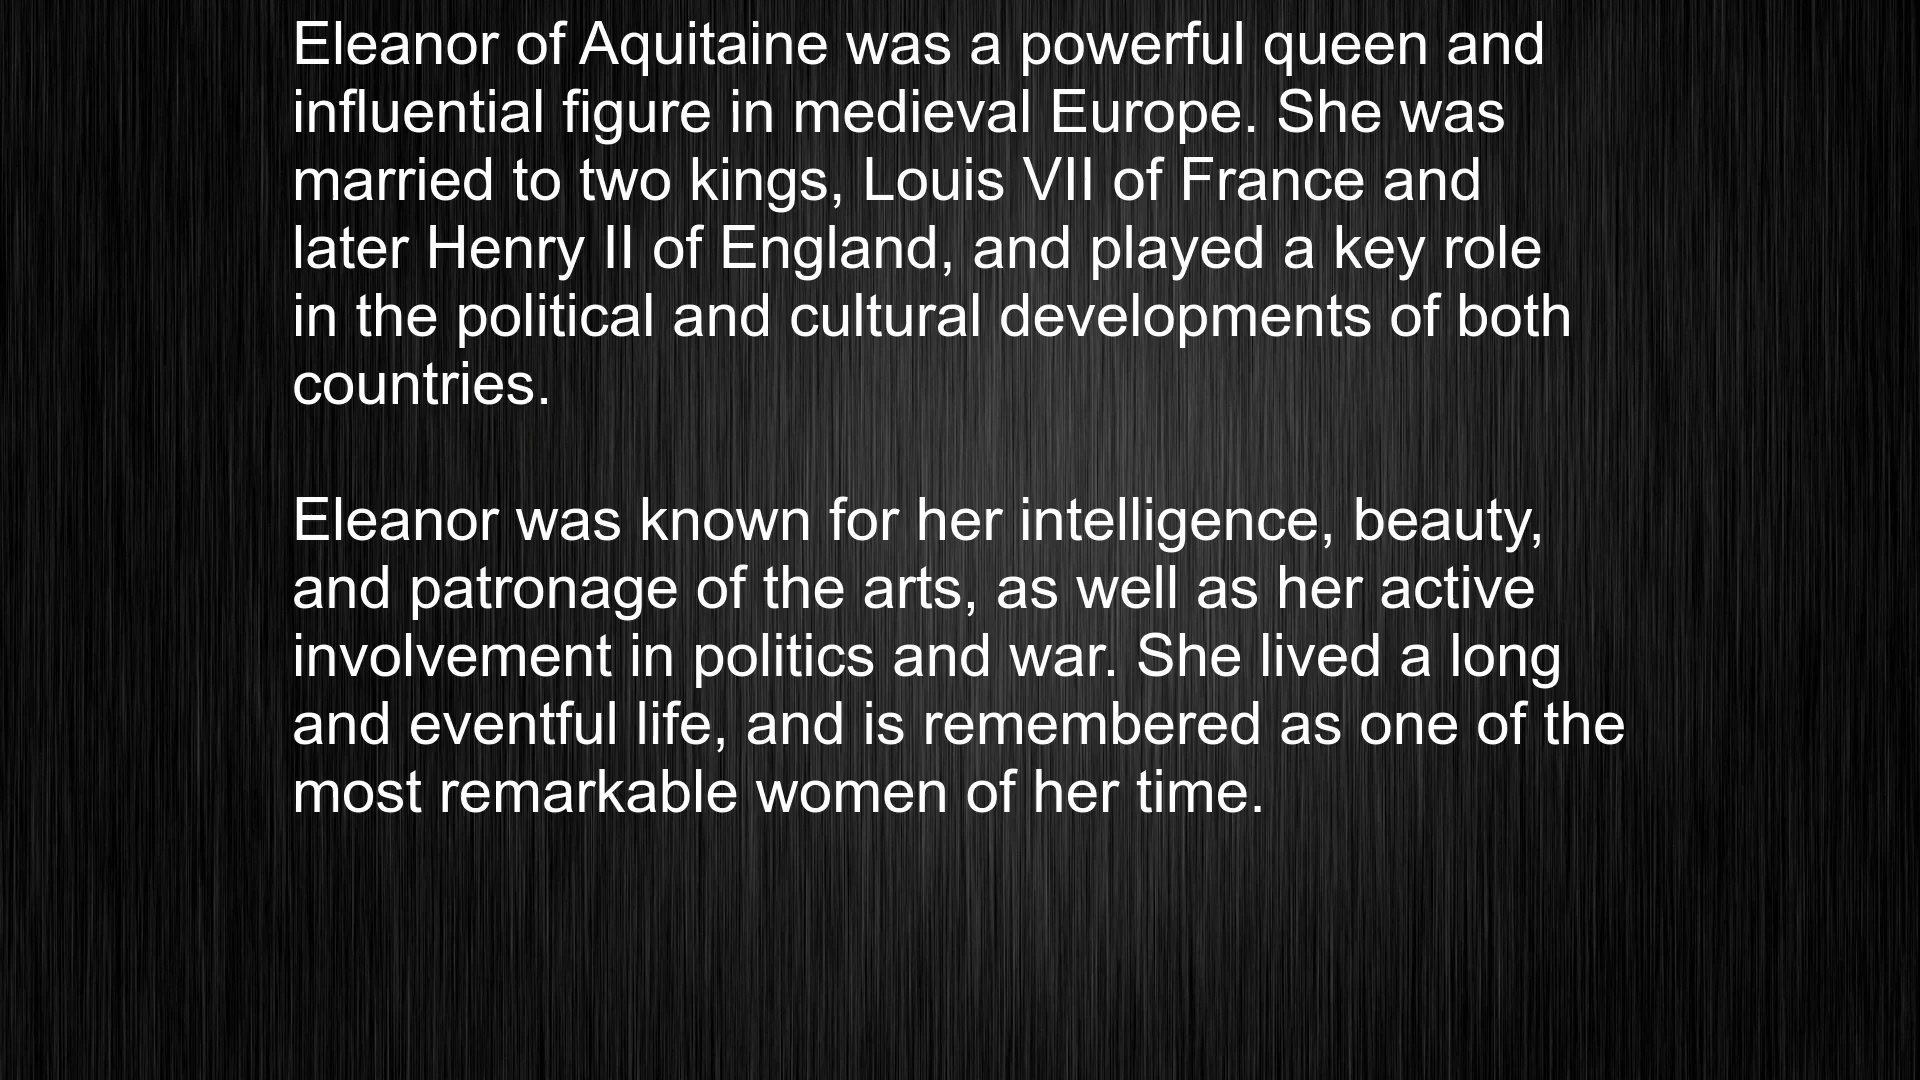 Eleanor of Aquitaine was a powerful queen and
influential figure in medieval Europe. She was
married to two kings, Louis VII of France and
later Henry II of England, and played a key role
in the political and cultural developments of both
countries.
Eleanor was known for her intelligence, beauty,
and patronage of the arts, as well as her active
involvement in politics and war. She lived a long
and eventful life, and is remembered as one of the
most remarkable women of her time.